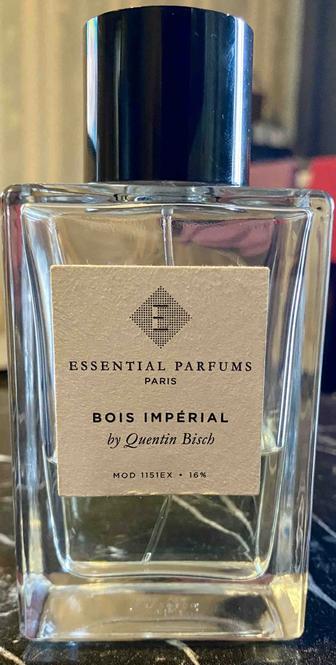 E
ESSENTIAL PARFUMS
PARIS
BOIS IMPÉRIAL
by Quentin Bisch
MOD 1151EX • 16%